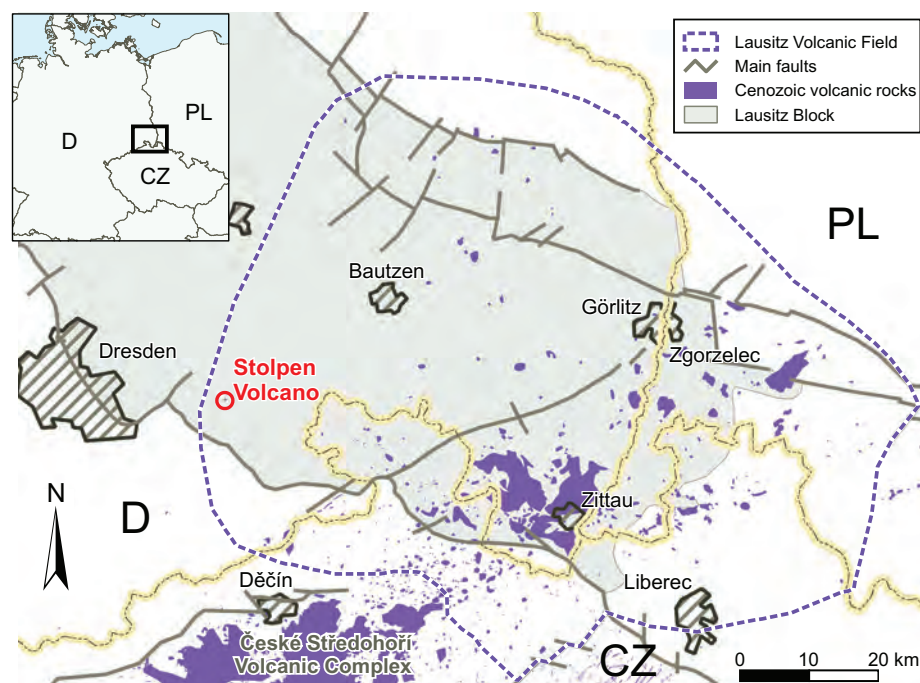 D
PL
CZ
Lausitz Volcanic Field
Main faults
Cenozoic volcanic rocks
Lausitz Block
PL
Bautzen
Görlitz
Dresden
Zgorzelec
Stolpen
Volcano
N
D
Zittau
Děčín
Liberec
České Středohoří
Volcanic Complex
CZ
0 10 20 km